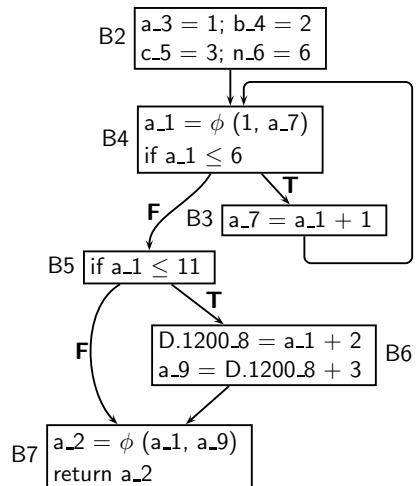 B2
a_3 = 1; b_4 = 2
c_5 = 3; n_6 = 6
B4
a_1 = ϕ (1, a_7)
if a_1 ≤ 6
T
F
B3
a_7 = a_1 + 1
B5
if a_1 ≤ 11
T
F
D.1200_8 = a_1 + 2
a_9 = D.1200_8 + 3
B6
B7
a_2 = ϕ (a_1, a_9)
return a_2